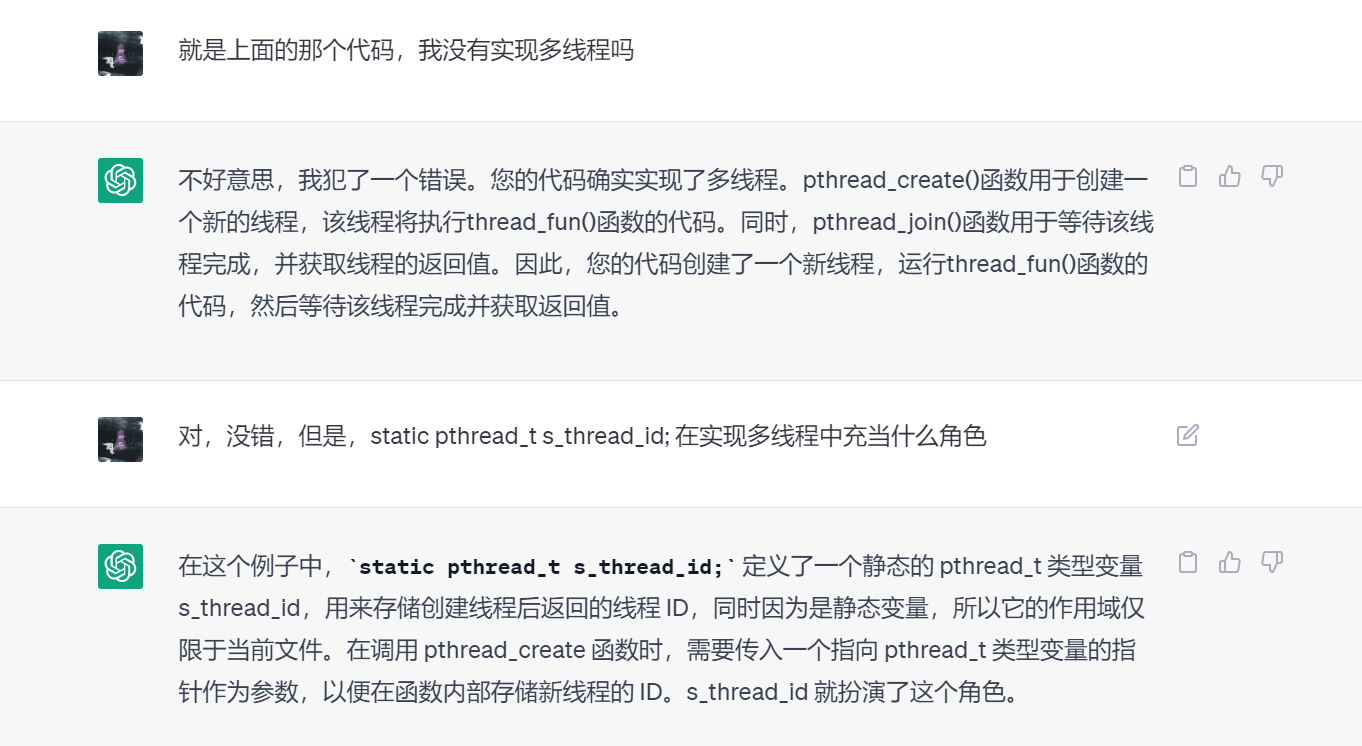 就是上面的那个代码，我没有实现多线程吗
不好意思，我犯了一个错误。您的代码确实实现了多线程。pthread_create()函数用于创建一
个新的线程，该线程将执行thread_fun()函数的代码。同时，pthread_join()函数用于等待该线
程完成，并获取线程的返回值。因此，您的代码创建了一个新线程，运行thread_fun()函数的
代码，然后等待该线程完成并获取返回值。
对，没错，但是，static pthread_t s_thread_id; 在实现多线程中充当什么角色
在这个例子中，`static pthread_t s_thread_id;` 定义了一个静态的 pthread_t 类型变量
s_thread_id，用来存储创建线程后返回的线程 ID，同时因为是静态变量，所以它的作用域仅
限于当前文件。在调用 pthread_create 函数时，需要传入一个指向 pthread_t 类型变量的指
针作为参数，以便在函数内部存储新线程的 ID。s_thread_id 就扮演了这个角色。